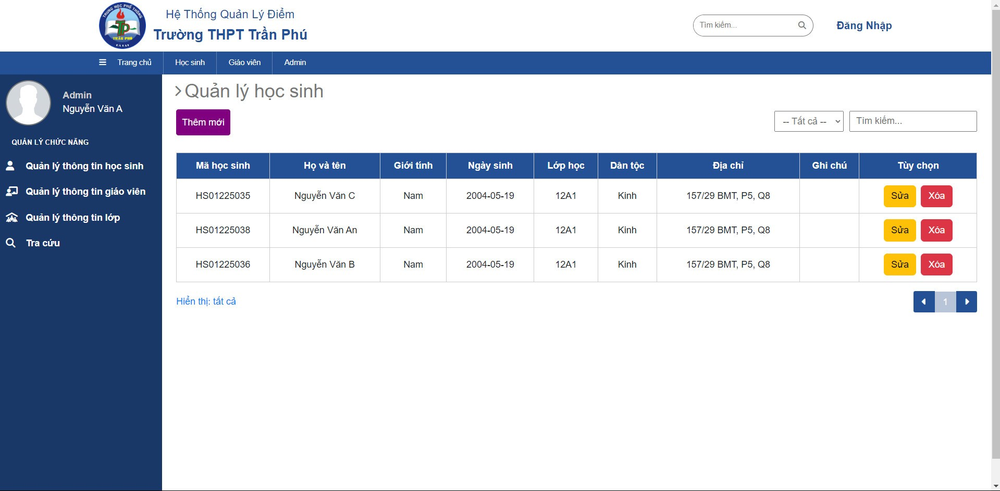 TRUNG HỌC PHỔ THÔNG
TP
TRẦN PHÚ
Hệ Thống Quản Lý Điểm
Trường THPT Trần Phú
Tìm kiếm...
Đăng Nhập
Trang chủ
Học sinh
Giáo viên
Admin
Admin
Nguyễn Văn A
QUẢN LÝ CHỨC NĂNG
Quản lý thông tin học sinh
Quản lý thông tin giáo viên
Quản lý thông tin lớp
Tra cứu
Quản lý học sinh
Thêm mới
-- Tất cả --
Tìm kiếm...
Mã học sinh Họ và tên Giới tính Ngày sinh Lớp học Dân tộc Địa chỉ Ghi chú Tùy chọn
HS01225035 Nguyễn Văn C Nam 2004-05-19 12A1 Kinh 157/29 BMT, P5, Q8 Sửa Xóa
HS01225038 Nguyễn Văn An Nam 2004-05-19 12A1 Kinh 157/29 BMT, P5, Q8 Sửa Xóa
HS01225036 Nguyễn Văn B Nam 2004-05-19 12A1 Kinh 157/29 BMT, P5, Q8 Sửa Xóa
Hiển thị: tất cả
1